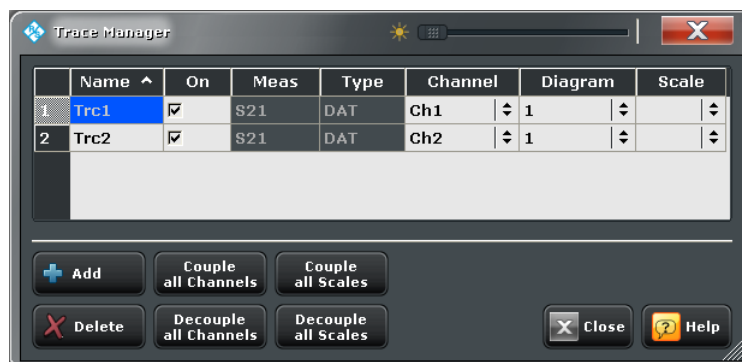 Trace Manager
Name On Meas Type Channel Diagram Scale
1 Trc1 S21 DAT Ch1 1
2 Trc2 S21 DAT Ch2 1
Add Couple all Channels Couple all Scales
Delete Decouple all Channels Decouple all Scales Close Help